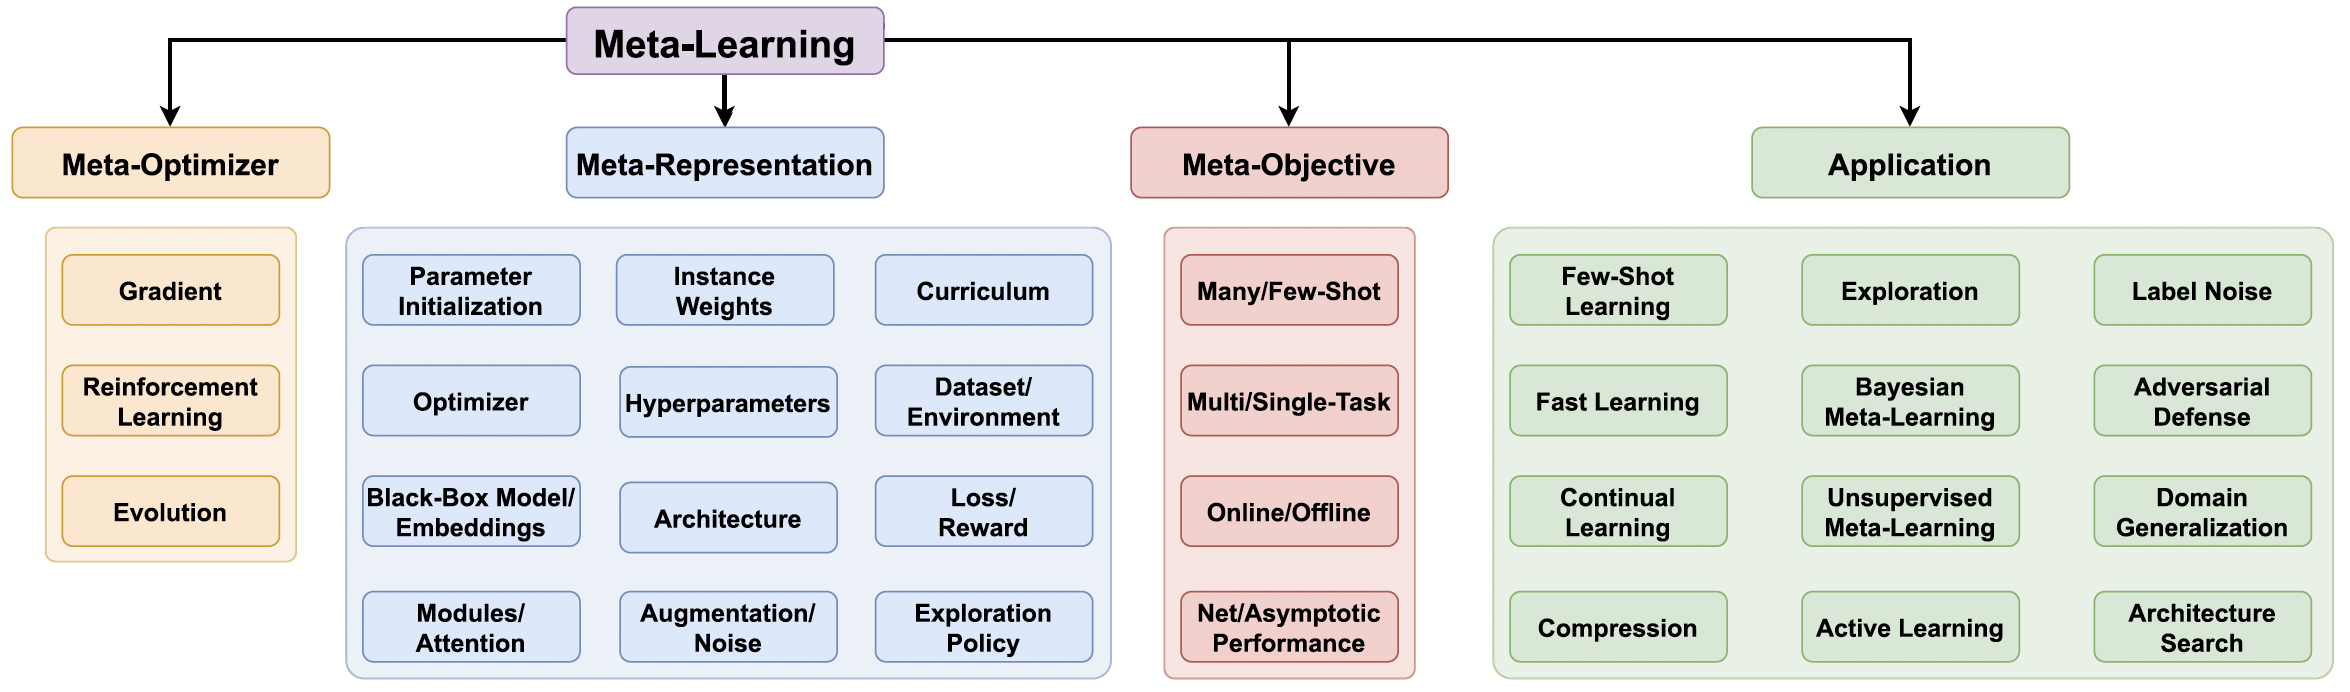 Meta-Learning
Meta-Optimizer
Meta-Representation
Meta-Objective
Application
Gradient
Reinforcement
Learning
Evolution
Parameter
Initialization
Instance
Weights
Curriculum
Optimizer
Hyperparameters
Dataset/
Environment
Black-Box Model/
Embeddings
Architecture
Loss/
Reward
Modules/
Attention
Augmentation/
Noise
Exploration
Policy
Many/Few-Shot
Multi/Single-Task
Online/Offline
Net/Asymptotic
Performance
Few-Shot
Learning
Exploration
Label Noise
Fast Learning
Bayesian
Meta-Learning
Adversarial
Defense
Continual
Learning
Unsupervised
Meta-Learning
Domain
Generalization
Compression
Active Learning
Architecture
Search